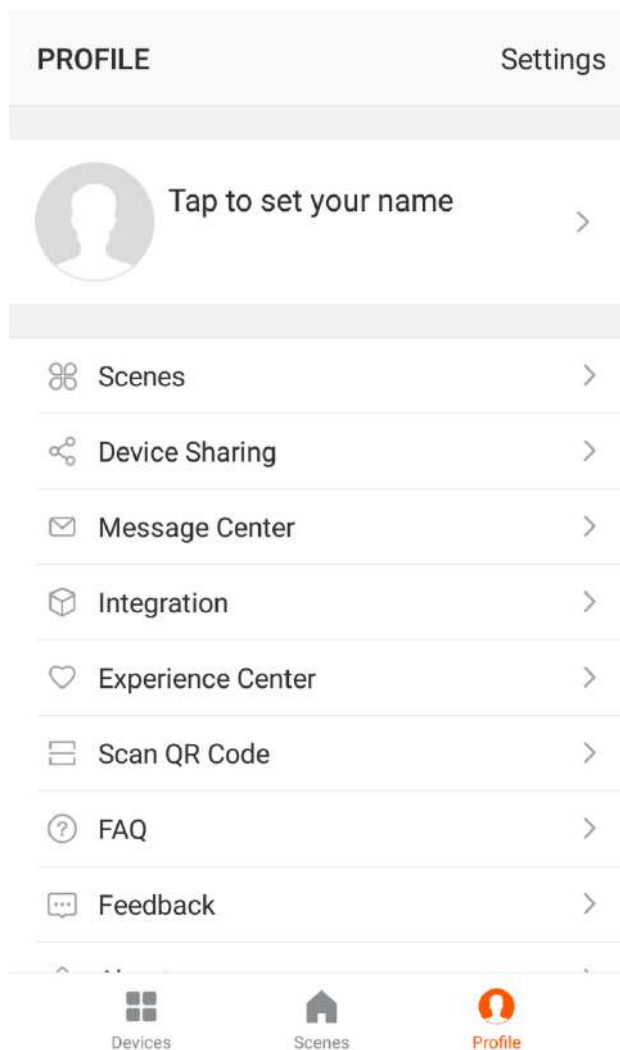 PROFILE Settings
Tap to set your name
Scenes
Device Sharing
Message Center
Integration
Experience Center
Scan QR Code
FAQ
Feedback
Devices Scenes Profile